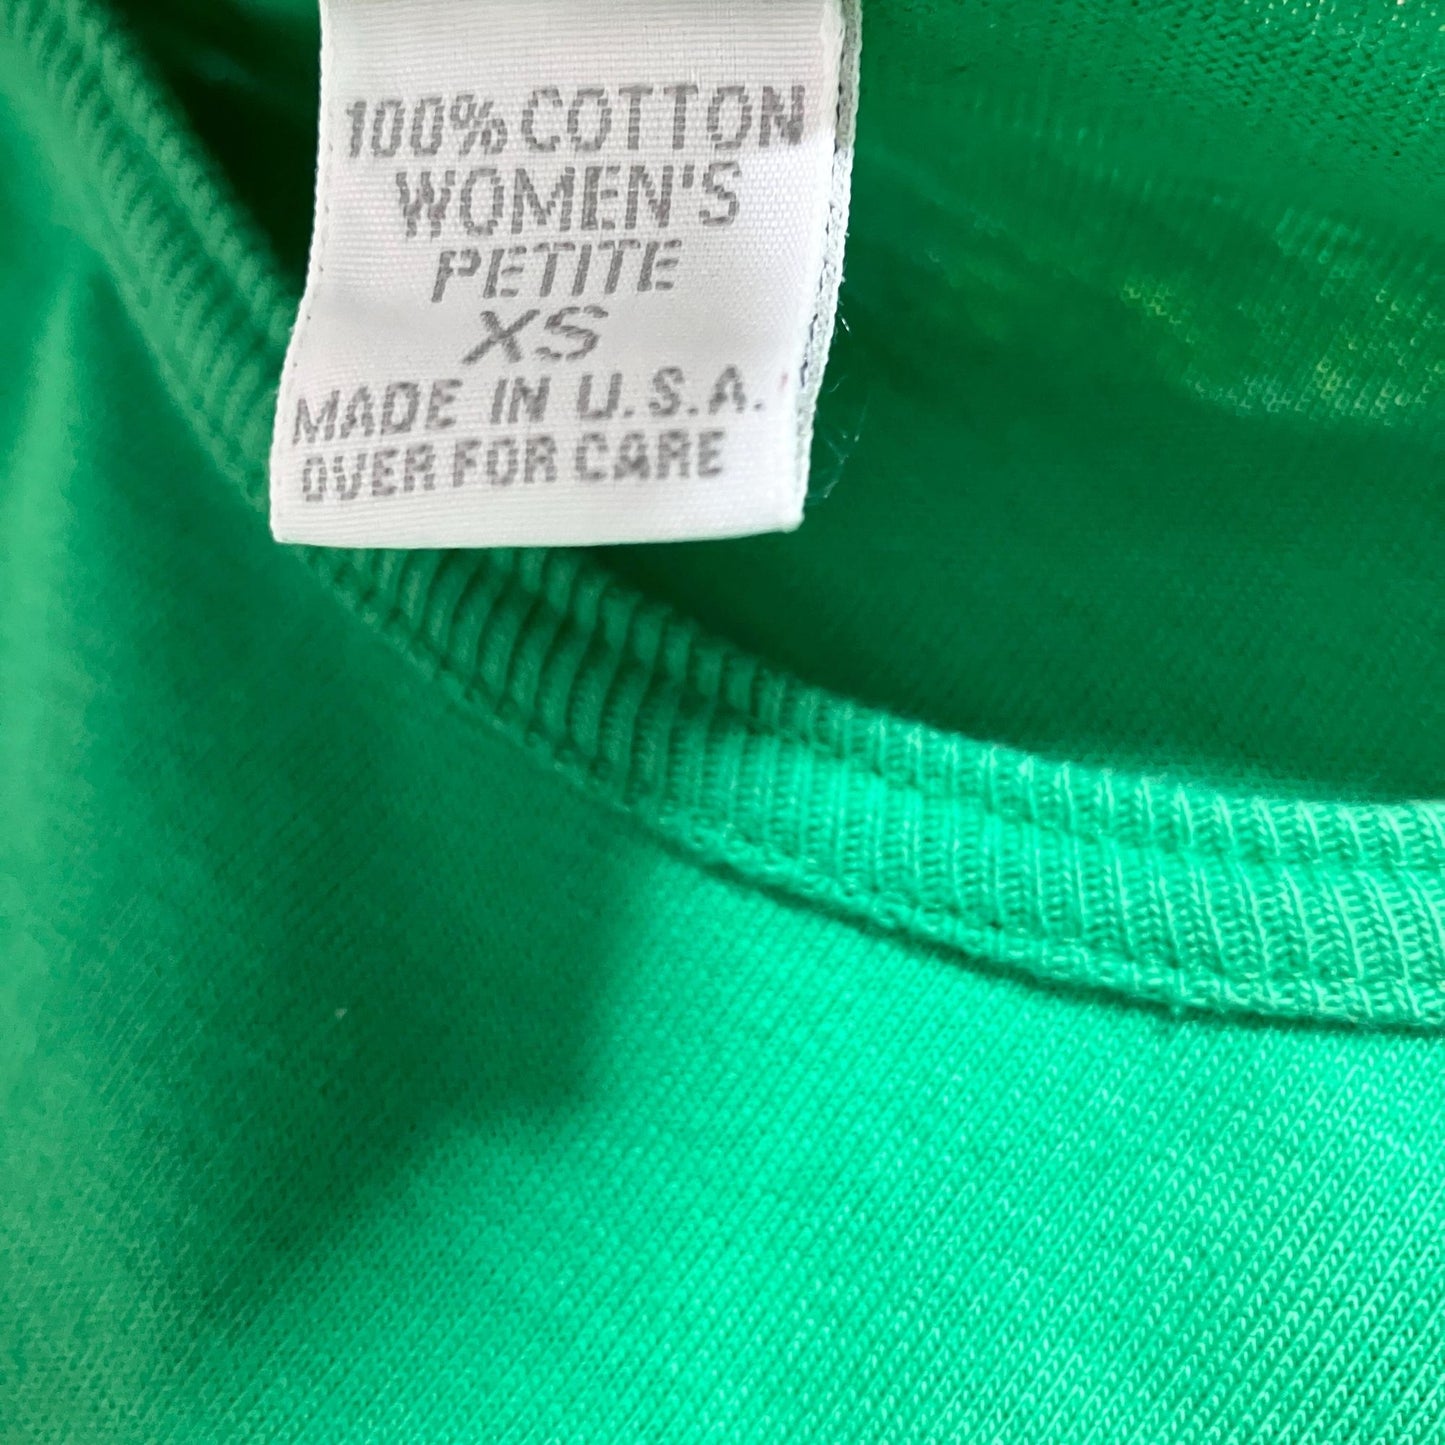 100% COTTON
WOMEN'S
PETITE
XS
MADE IN U.S.A.
OVER FOR CARE